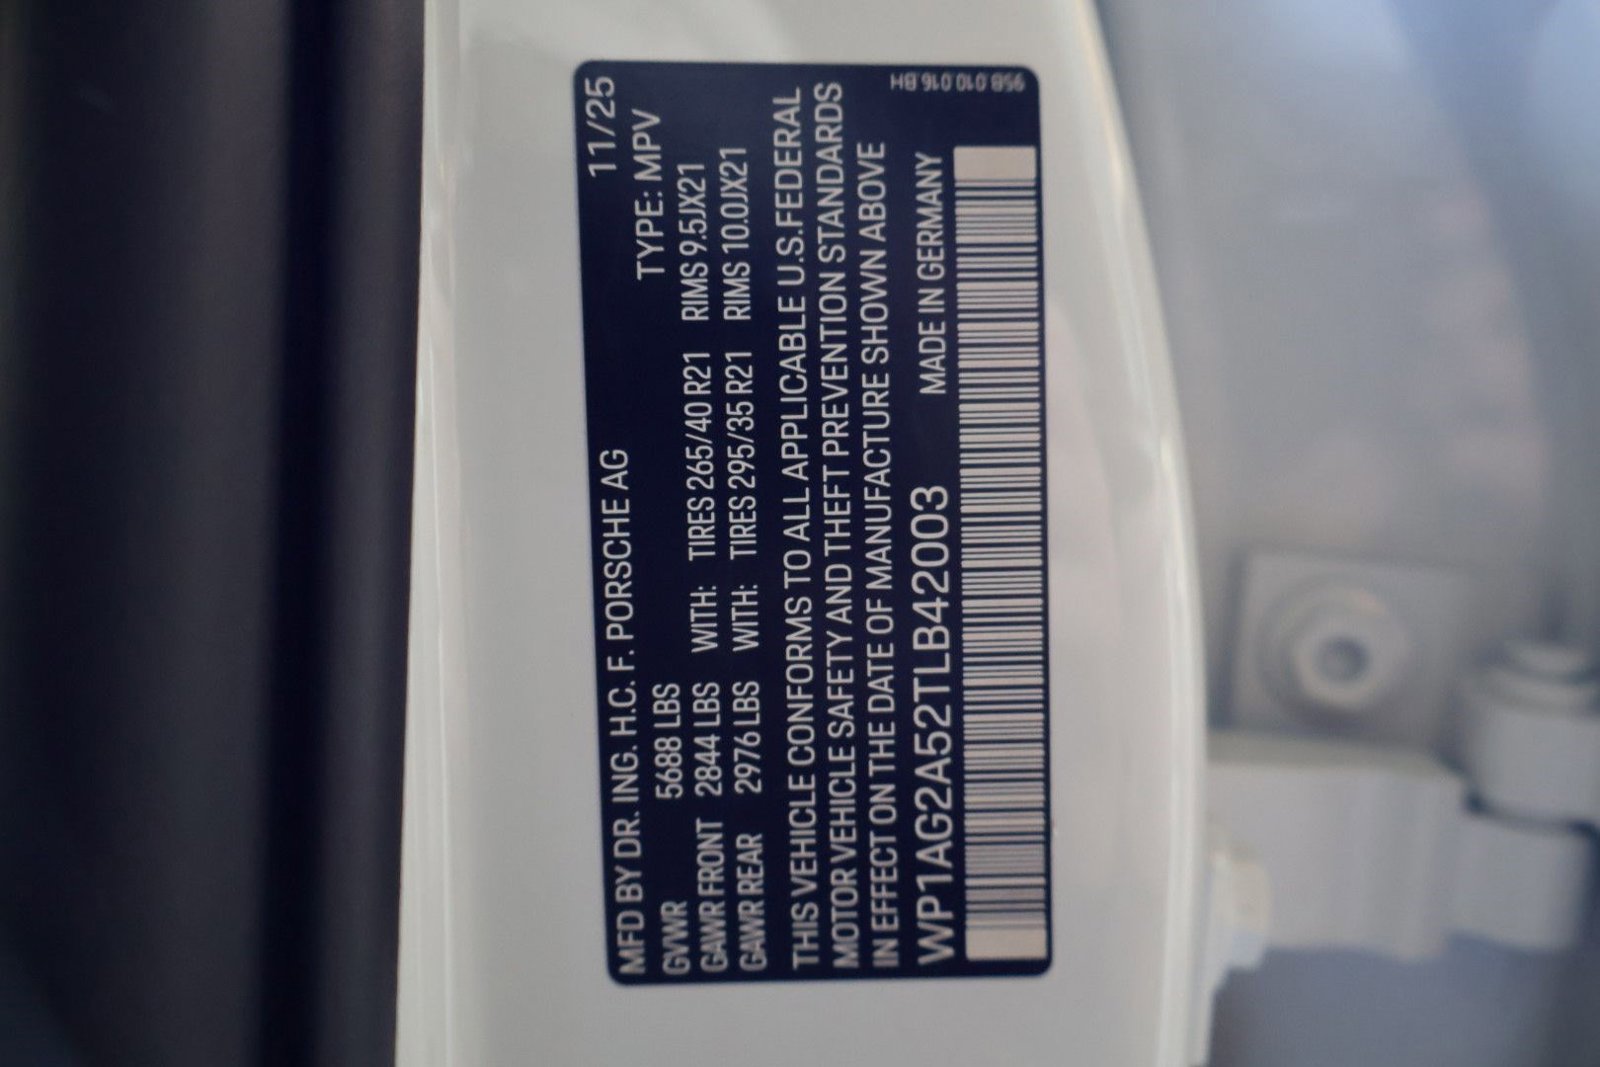 MFD BY DR. ING. H.C. F. PORSCHE AG 11/25
GVWR 5688 LBS TYPE: MPV
GAWR FRONT 2844 LBS WITH: TIRES 265/40 R21 RIMS 9.5JX21
GAWR REAR 2976 LBS WITH: TIRES 295/35 R21 RIMS 10.0JX21
THIS VEHICLE CONFORMS TO ALL APPLICABLE U.S.FEDERAL
MOTOR VEHICLE SAFETY AND THEFT PREVENTION STANDARDS
IN EFFECT ON THE DATE OF MANUFACTURE SHOWN ABOVE
WP1AG2A52TLB42003 MADE IN GERMANY
95B.010.016.BH